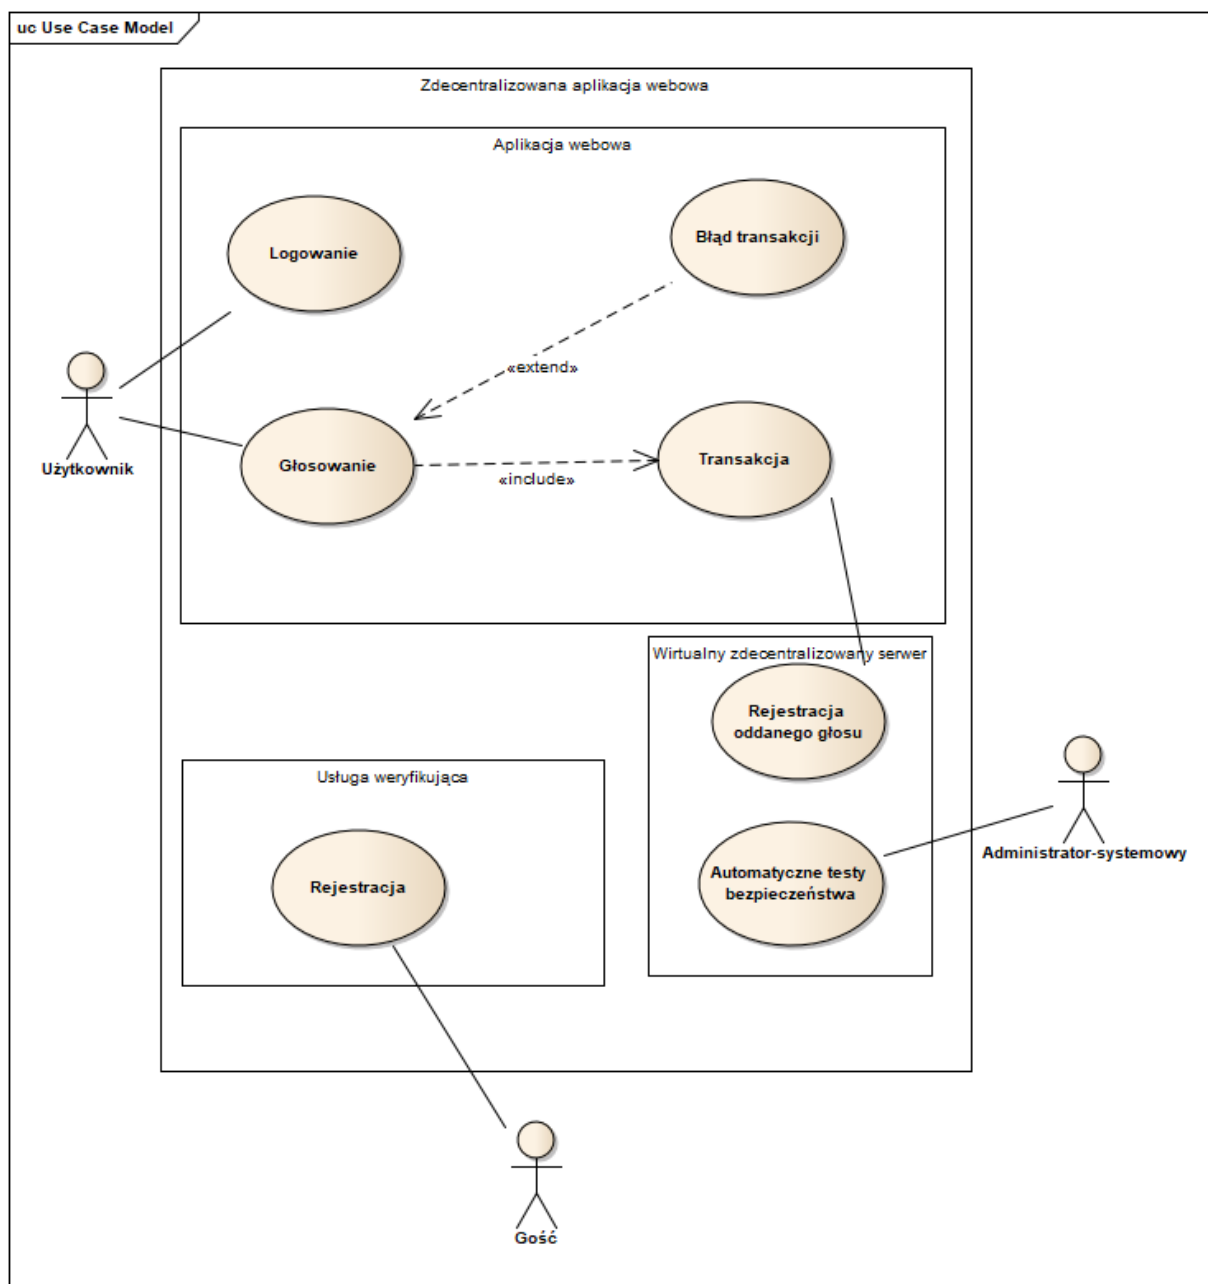 uc Use Case Model
Zdecentralizowana aplikacja webowa
Aplikacja webowa
Logowanie
Błąd transakcji
«extend»
Użytkownik
Głosowanie
«include»
Transakcja
Wirtualny zdecentralizowany serwer
Rejestracja
oddanego głosu
Usługa weryfikująca
Rejestracja
Automatyczne testy
bezpieczeństwa
Administrator-systemowy
Gość